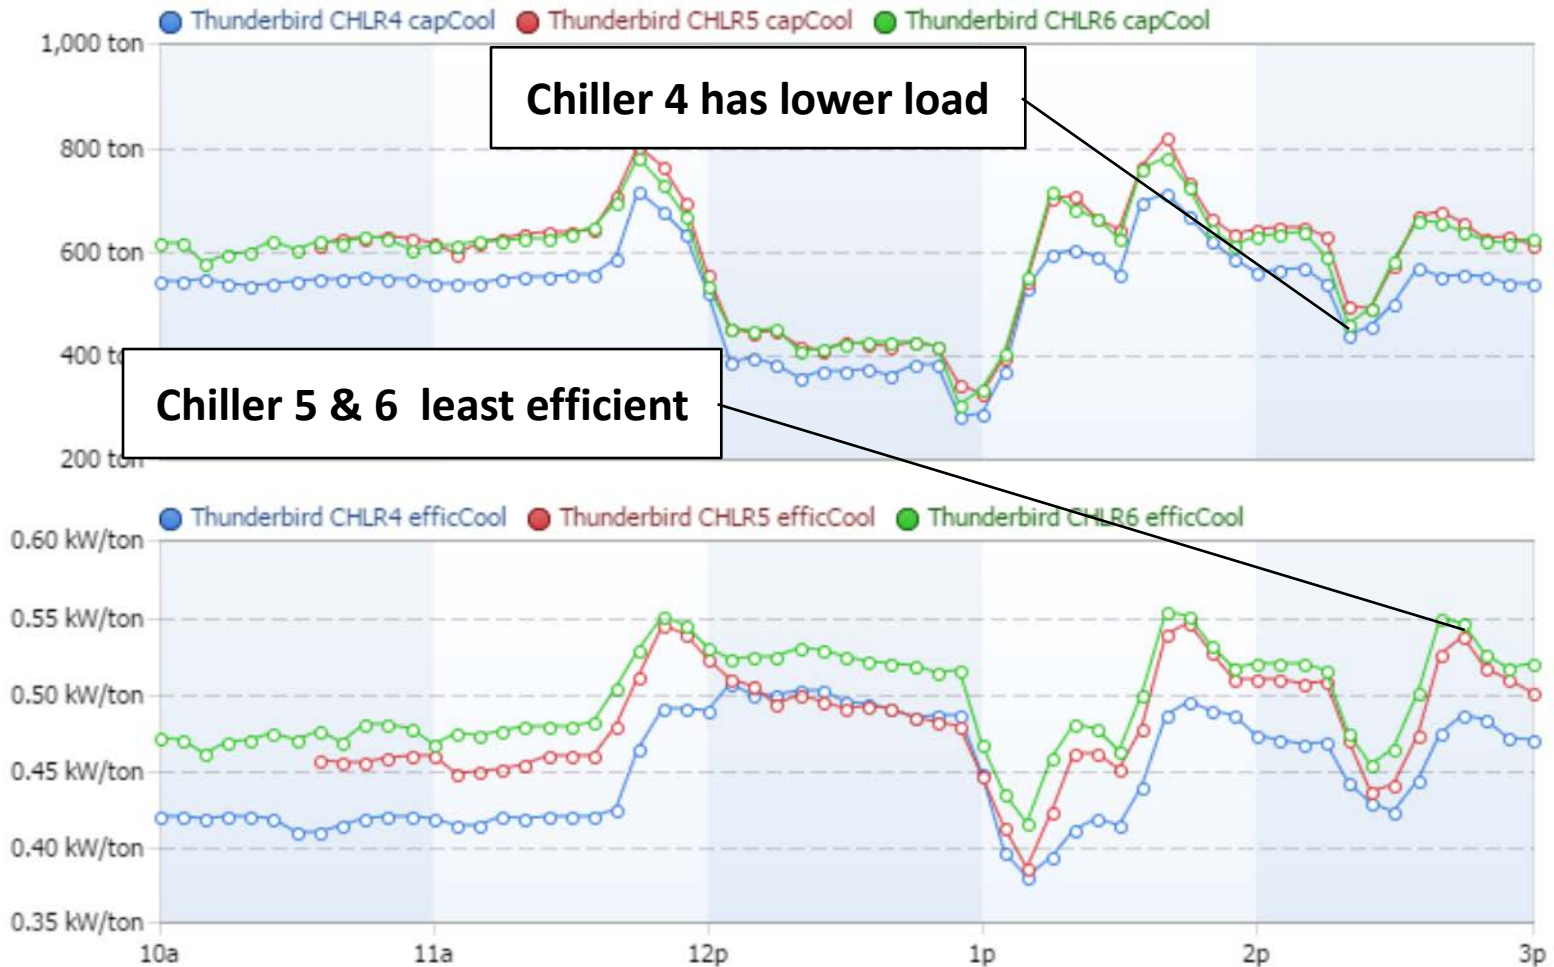 Thunderbird CHLR4 capCool Thunderbird CHLR5 capCool Thunderbird CHLR6 capCool
1,000 ton
Chiller 4 has lower load
800 ton
600 ton
400 to
Chiller 5 & 6 least efficient
200 ton
Thunderbird CHLR4 efficCool Thunderbird CHLR5 efficCool Thunderbird CHLR6 efficCool
0.60 kW/ton
0.55 kW/ton
0.50 kW/ton
0.45 kW/ton
0.40 kW/ton
0.35 kW/ton
10a 11a 12p 1p 2p 3p